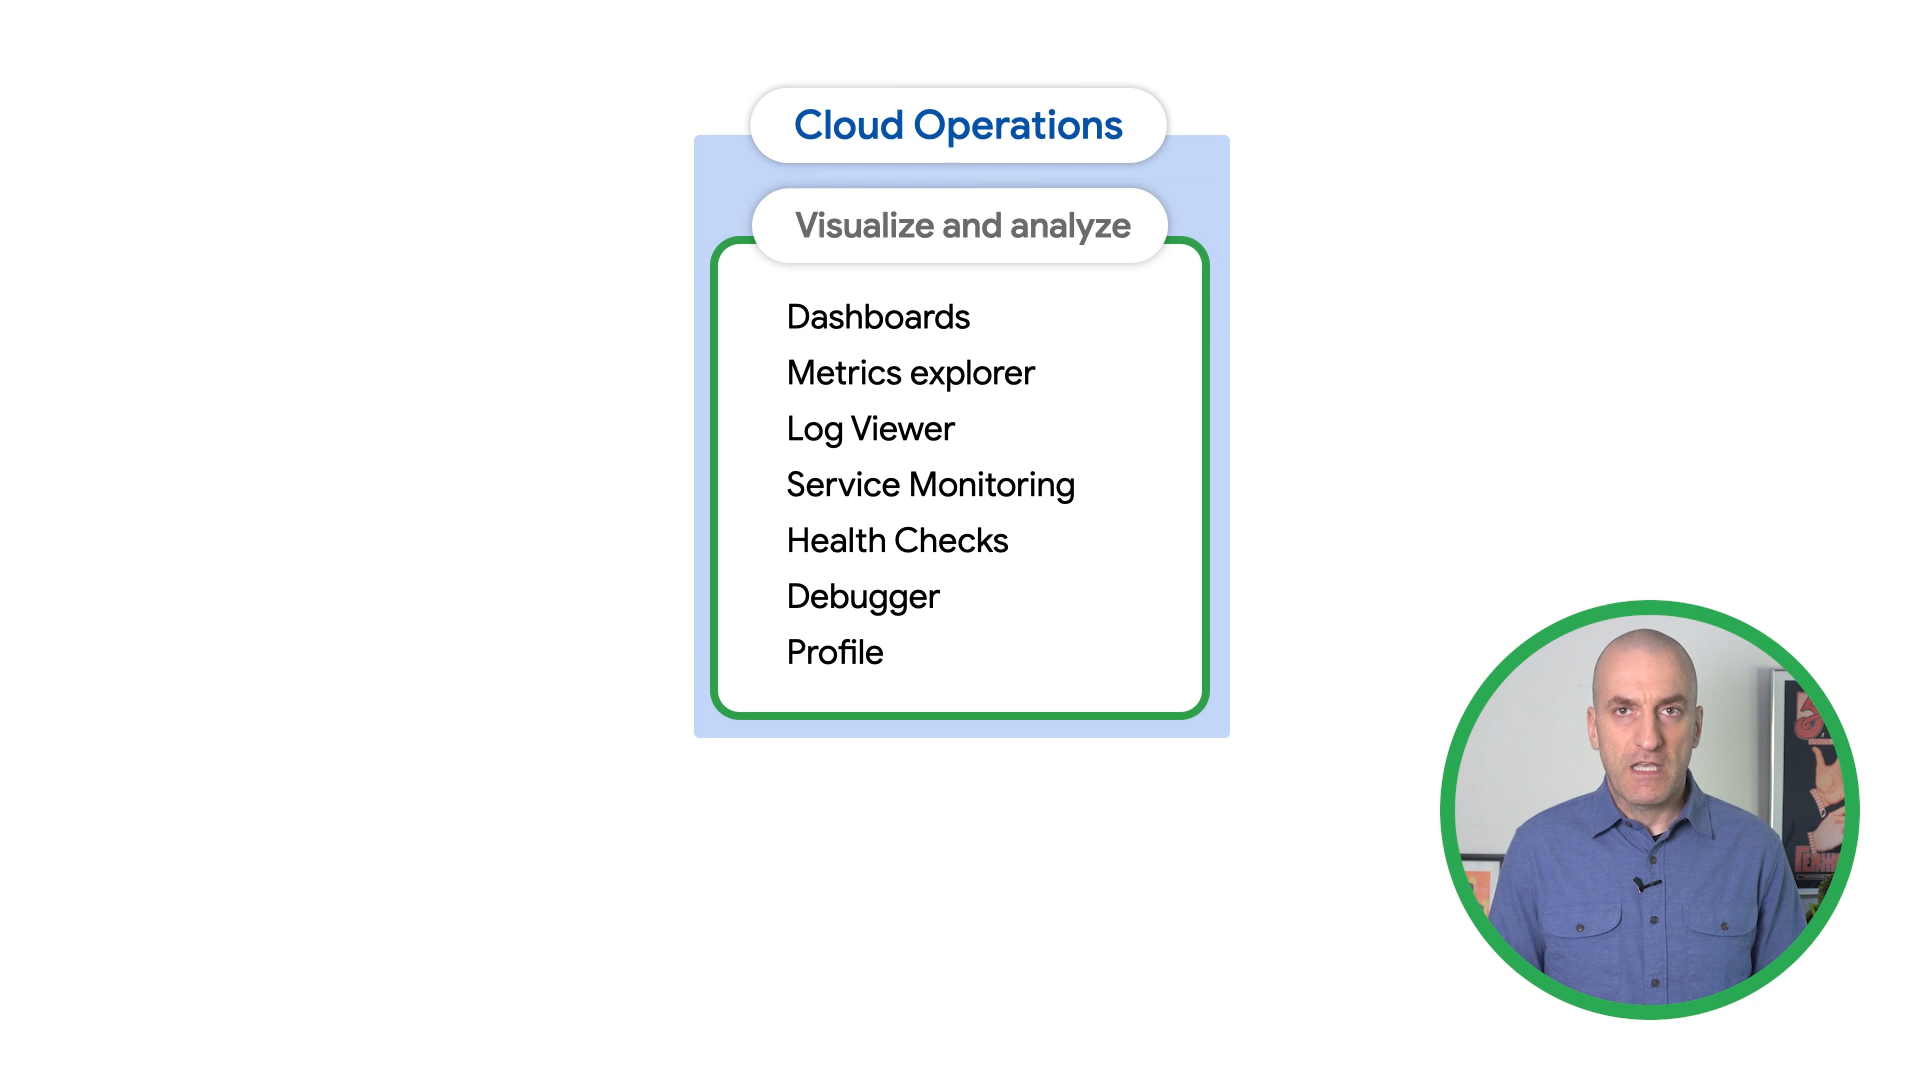 Cloud Operations
Visualize and analyze
Dashboards
Metrics explorer
Log Viewer
Service Monitoring
Health Checks
Debugger
Profile